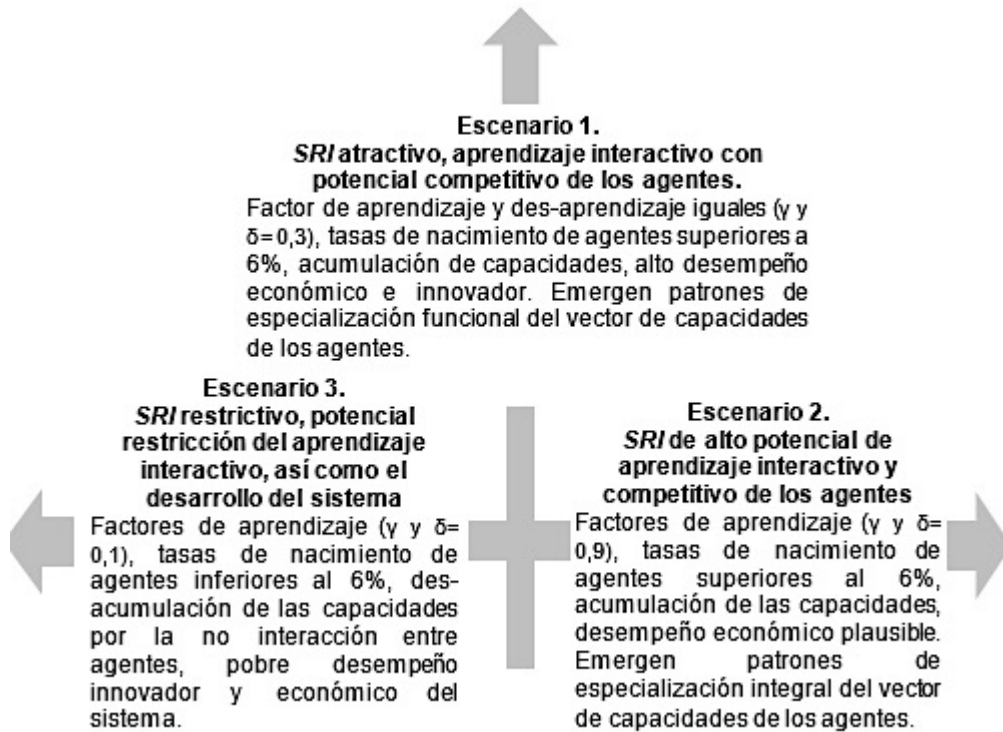 Escenario 1.
SRI atractivo, aprendizaje interactivo con
potencial competitivo de los agentes.
Factor de aprendizaje y des-aprendizaje iguales (γ y
δ= 0,3), tasas de nacimiento de agentes superiores a
6%, acumulación de capacidades, alto desempeño
económico e innovador. Emergen patrones de
especialización funcional del vector de capacidades
de los agentes.
Escenario 3.
SRI restrictivo, potencial
restricción del aprendizaje
interactivo, así como el
desarrollo del sistema
Factores de aprendizaje (γ y δ=
0,1), tasas de nacimiento de
agentes inferiores al 6%, des-
acumulación de las capacidades
por la no interacción entre
agentes, pobre desempeño
innovador y económico del
sistema.
Escenario 2.
SRI de alto potencial de
aprendizaje interactivo y
competitivo de los agentes
Factores de aprendizaje (γ y δ=
0,9), tasas de nacimiento de
agentes superiores al 6%,
acumulación de las capacidades,
desempeño económico plausible.
Emergen patrones de
especialización integral del vector
de capacidades de los agentes.